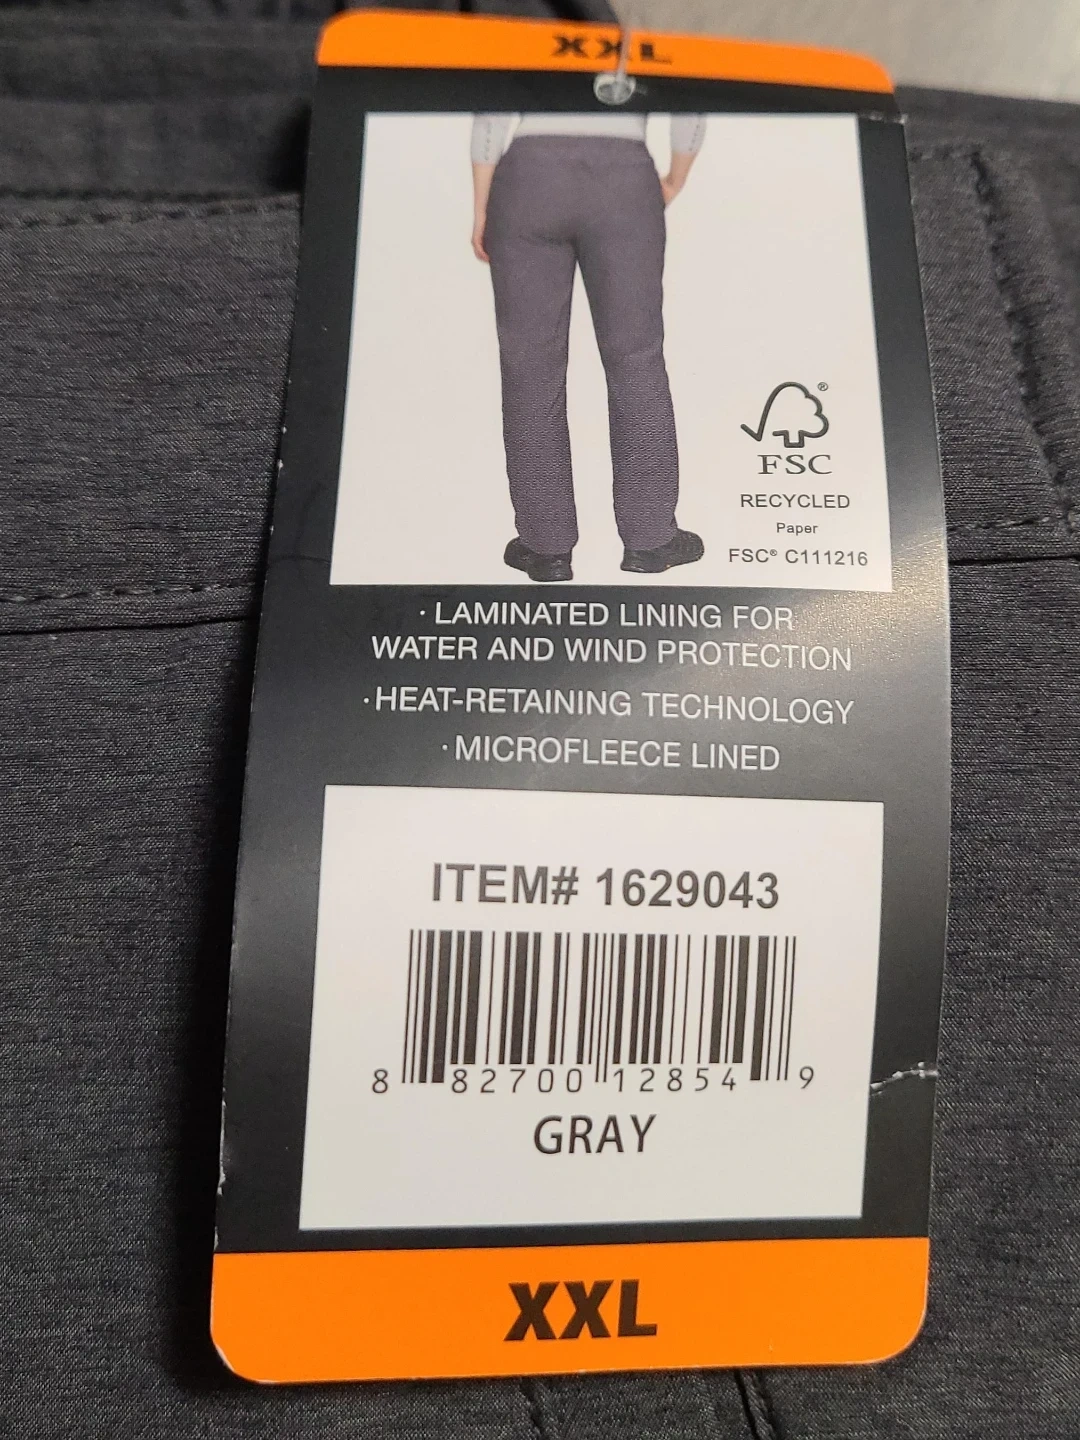 XXL
®
FSC
RECYCLED
Paper
FSC® C111216
· LAMINATED LINING FOR
WATER AND WIND PROTECTION
· HEAT-RETAINING TECHNOLOGY
· MICROFLEECE LINED
ITEM# 1629043
8 82700 12854 9
GRAY
XXL